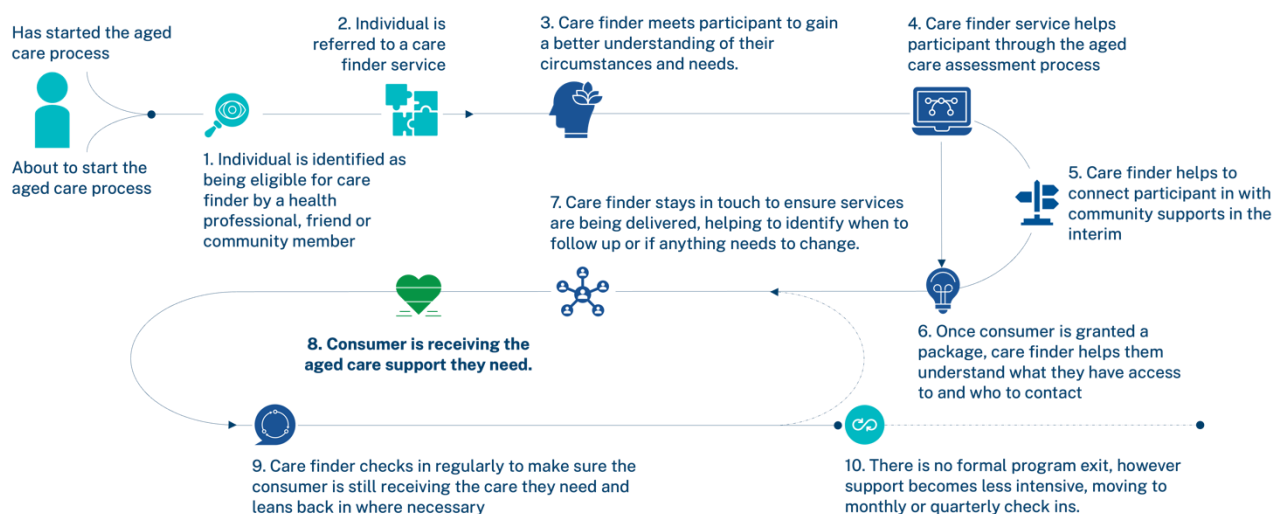 Has started the aged
care process
About to start the
aged care process
1. Individual is identified as
being eligible for care
finder by a health
professional, friend or
community member
2. Individual is
referred to a care
finder service
3. Care finder meets participant to gain
a better understanding of their
circumstances and needs.
4. Care finder service helps
participant through the aged
care assessment process
5. Care finder helps to
connect participant in with
community supports in the
interim
6. Once consumer is granted a
package, care finder helps them
understand what they have access
to and who to contact
7. Care finder stays in touch to ensure services
are being delivered, helping to identify when to
follow up or if anything needs to change.
8. Consumer is receiving the
aged care support they need.
9. Care finder checks in regularly to make sure the
consumer is still receiving the care they need and
leans back in where necessary
10. There is no formal program exit, however
support becomes less intensive, moving to
monthly or quarterly check ins.